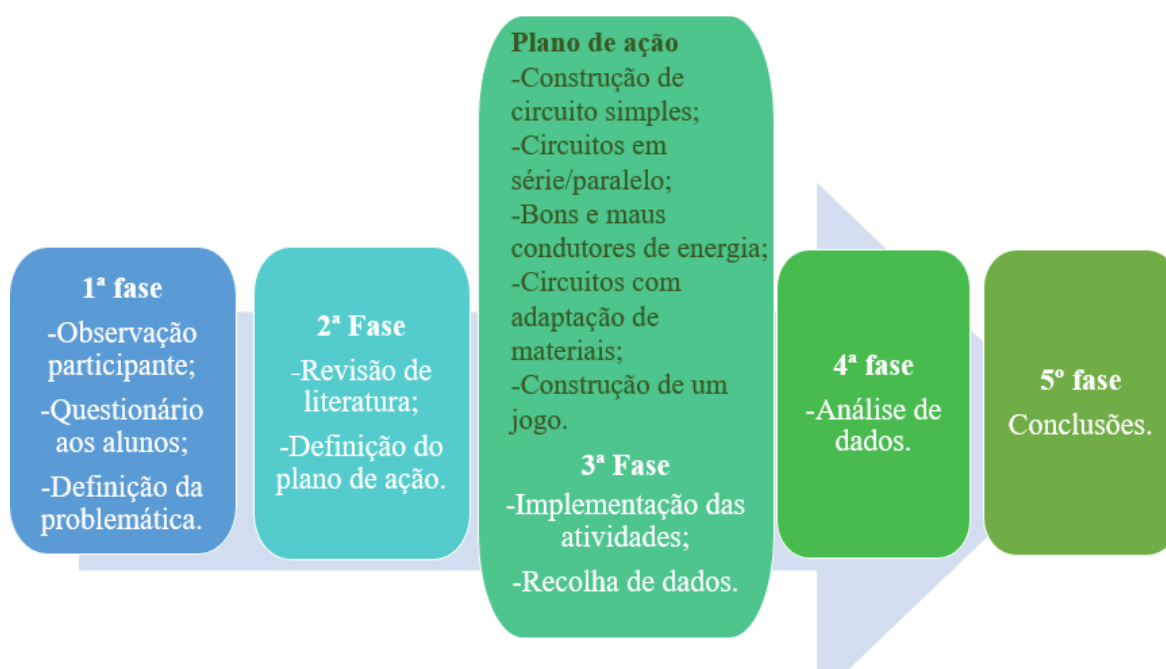 1ª fase
-Observação
participante;
-Questionário
aos alunos;
-Definição da
problemática.
2ª Fase
-Revisão de
literatura;
-Definição do
plano de ação.
Plano de ação
-Construção de
circuito simples;
-Circuitos em
série/paralelo;
-Bons e maus
condutores de energia;
-Circuitos com
adaptação de
materiais;
-Construção de um
jogo.
3ª Fase
-Implementação das
atividades;
-Recolha de dados.
4ª fase
-Análise de
dados.
5º fase
Conclusões.